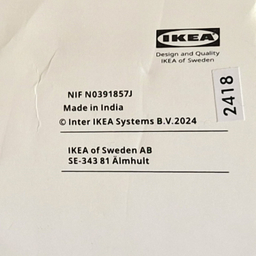 IKEA
Design and Quality
IKEA of Sweden
NIF N0391857J
Made in India
© Inter IKEA Systems B.V.2024
2418
IKEA of Sweden AB
SE-343 81 Älmhult